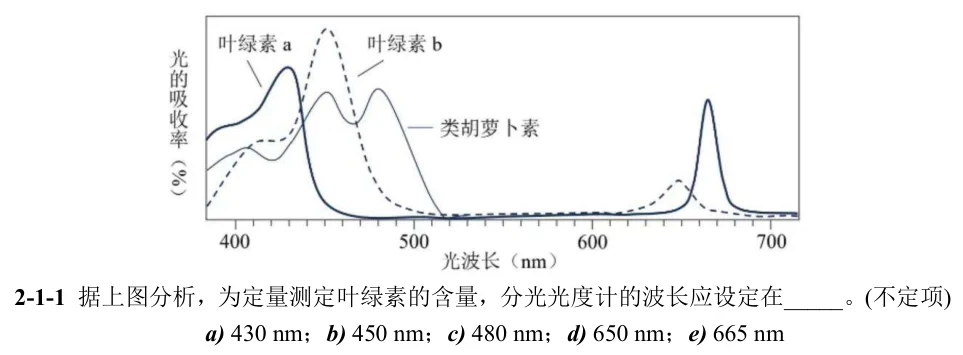 叶绿素 a
叶绿素 b
类胡萝卜素
光的吸收率（%）
400 500 600 700
光波长（nm）
2-1-1 据上图分析，为定量测定叶绿素的含量，分光光度计的波长应设定在_____。(不定项)
a) 430 nm；b) 450 nm；c) 480 nm；d) 650 nm；e) 665 nm